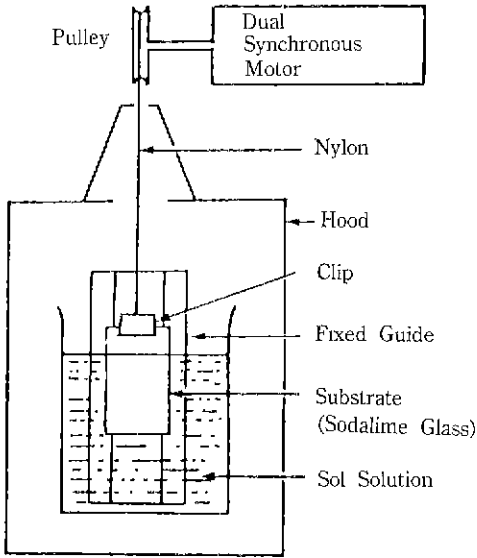 Pulley
Dual
Synchronous
Motor
Nylon
Hood
Clip
Fixed Guide
Substrate
(Sodalime Glass)
Sol Solution